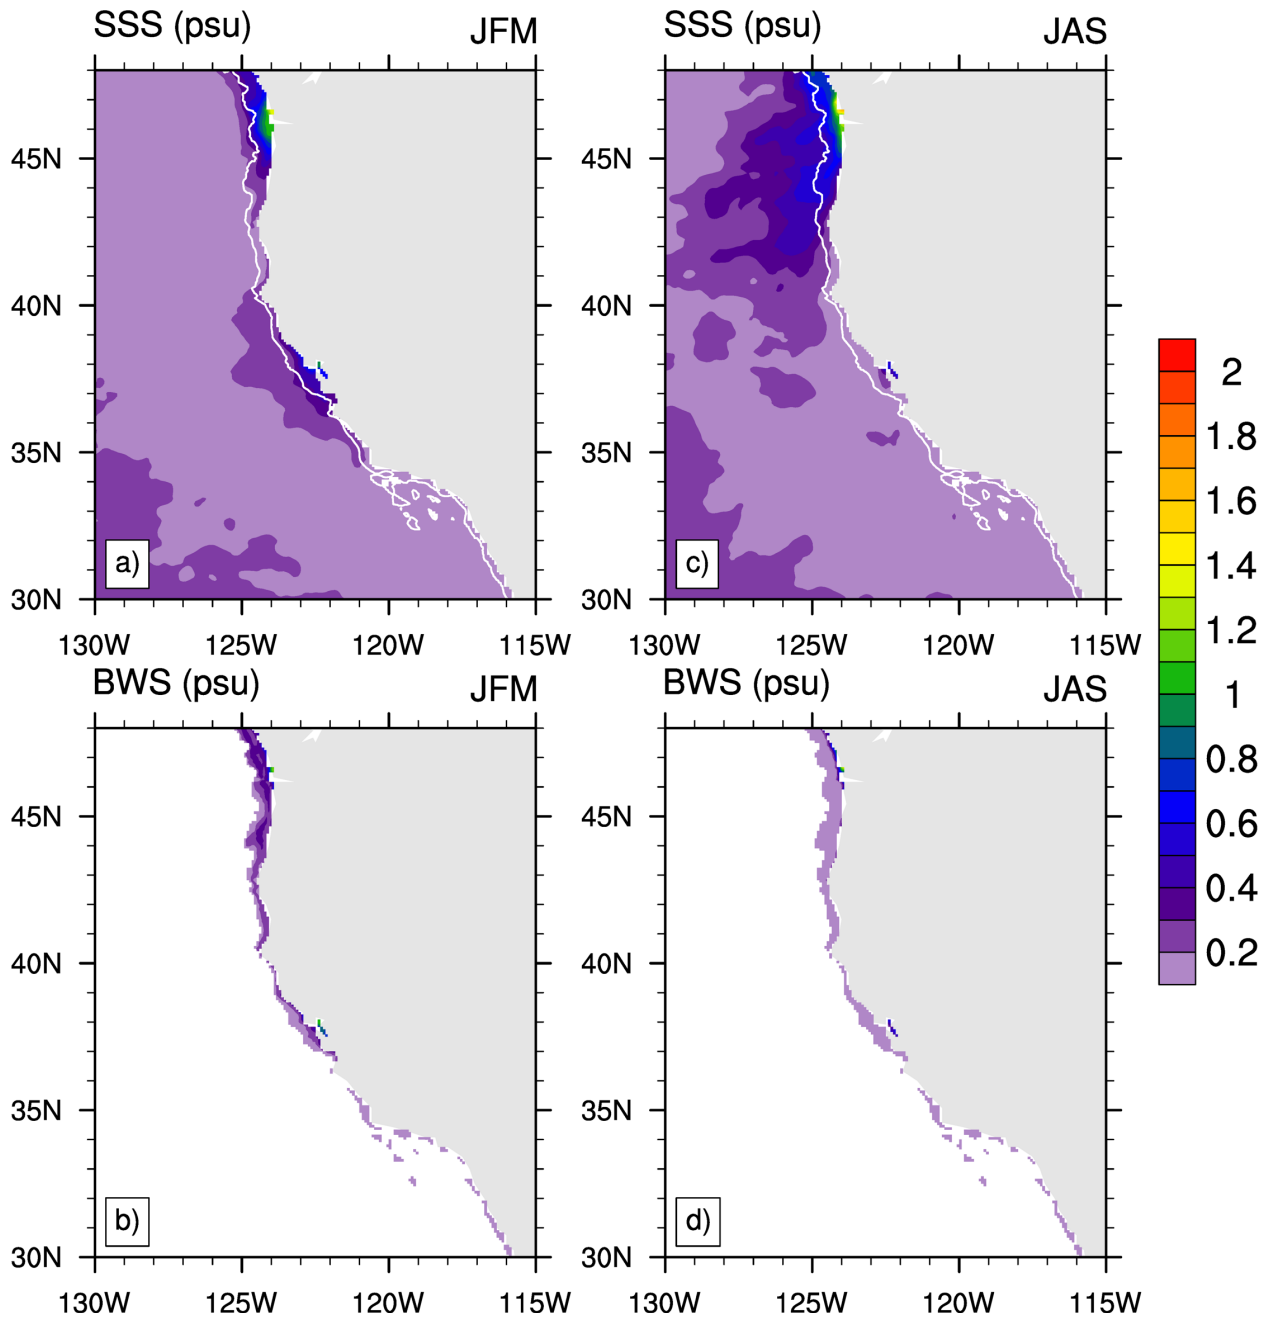 SSS (psu) JFM
45N
40N
35N
30N
a)
130W 125W 120W 115W
SSS (psu) JAS
45N
40N
35N
30N
c)
130W 125W 120W 115W
BWS (psu) JFM
45N
40N
35N
30N
b)
130W 125W 120W 115W
BWS (psu) JAS
45N
40N
35N
30N
d)
130W 125W 120W 115W
2
1.8
1.6
1.4
1.2
1
0.8
0.6
0.4
0.2